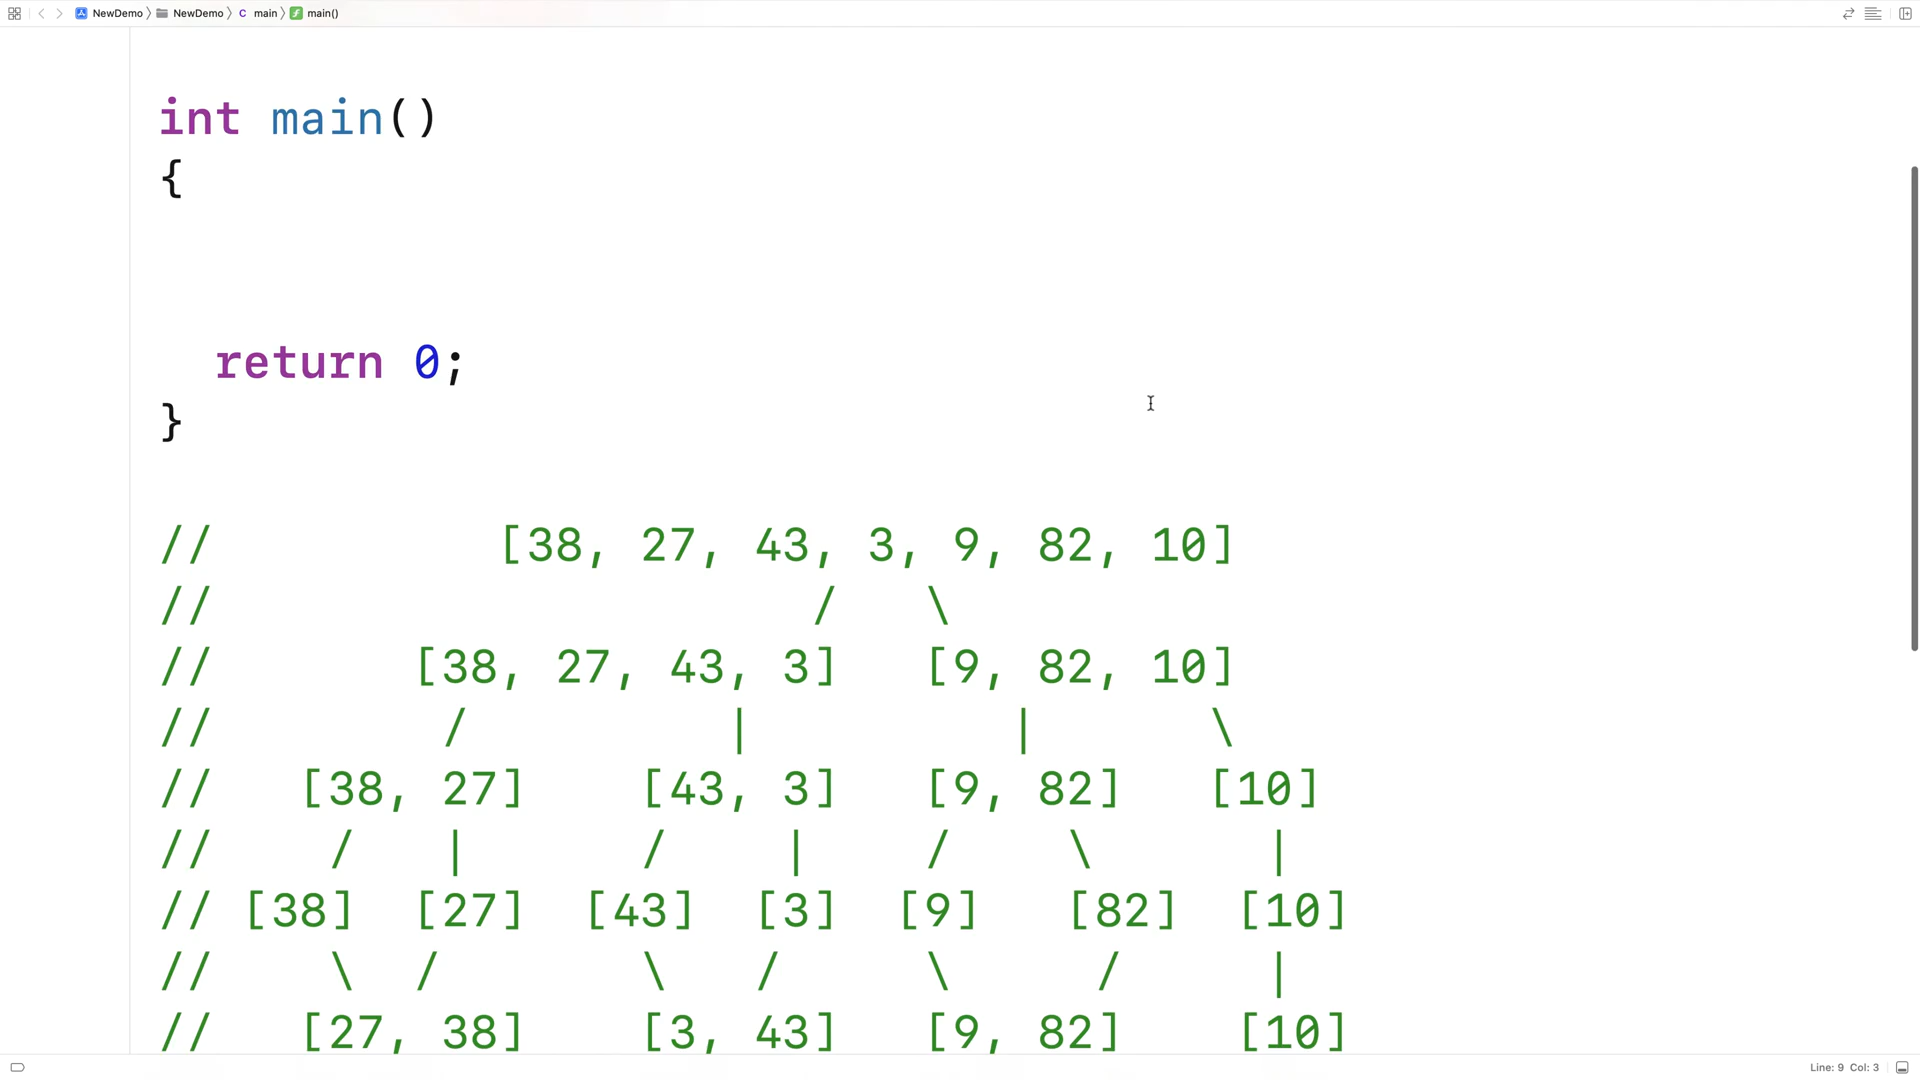 NewDemo NewDemo C main f main()
int main()
{
return 0;
}
// [38, 27, 43, 3, 9, 82, 10]
// / \
// [38, 27, 43, 3] [9, 82, 10]
// / | | \
// [38, 27] [43, 3] [9, 82] [10]
// / | / | / \ |
// [38] [27] [43] [3] [9] [82] [10]
// \ / \ / \ / |
// [27, 38] [3, 43] [9, 82] [10]
Line: 9 Col: 3